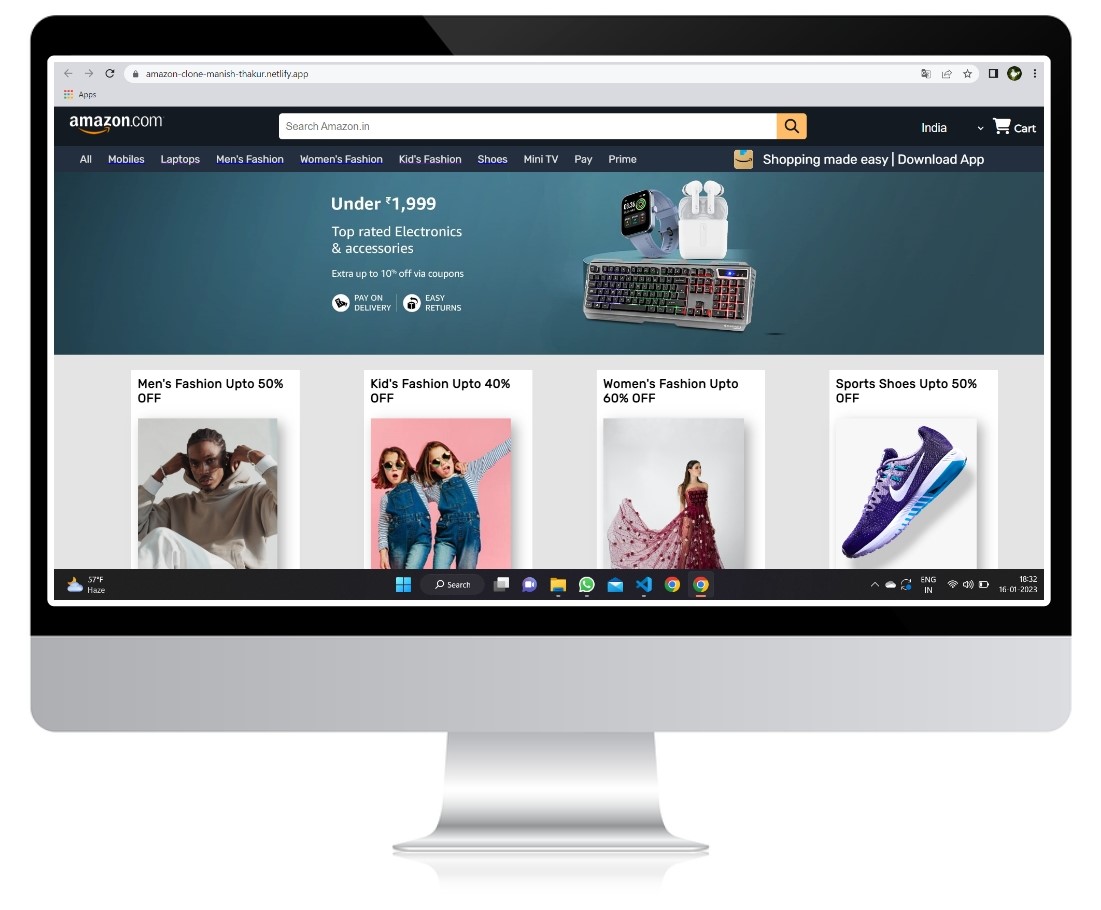 amazon-clone-manish-thakur.netlify.app
Apps
amazon.com
Search Amazon.in
India
Cart
All Mobiles Laptops Men's Fashion Women's Fashion Kid's Fashion Shoes Mini TV Pay Prime
Shopping made easy | Download App
Under ₹1,999
Top rated Electronics
& accessories
Extra up to 10% off via coupons
PAY ON
DELIVERY
EASY
RETURNS
Men's Fashion Upto 50%
OFF
Kid's Fashion Upto 40%
OFF
Women's Fashion Upto
60% OFF
Sports Shoes Upto 50%
OFF
57°F
Haze
Search
ENG
IN
18:32
16-01-2023